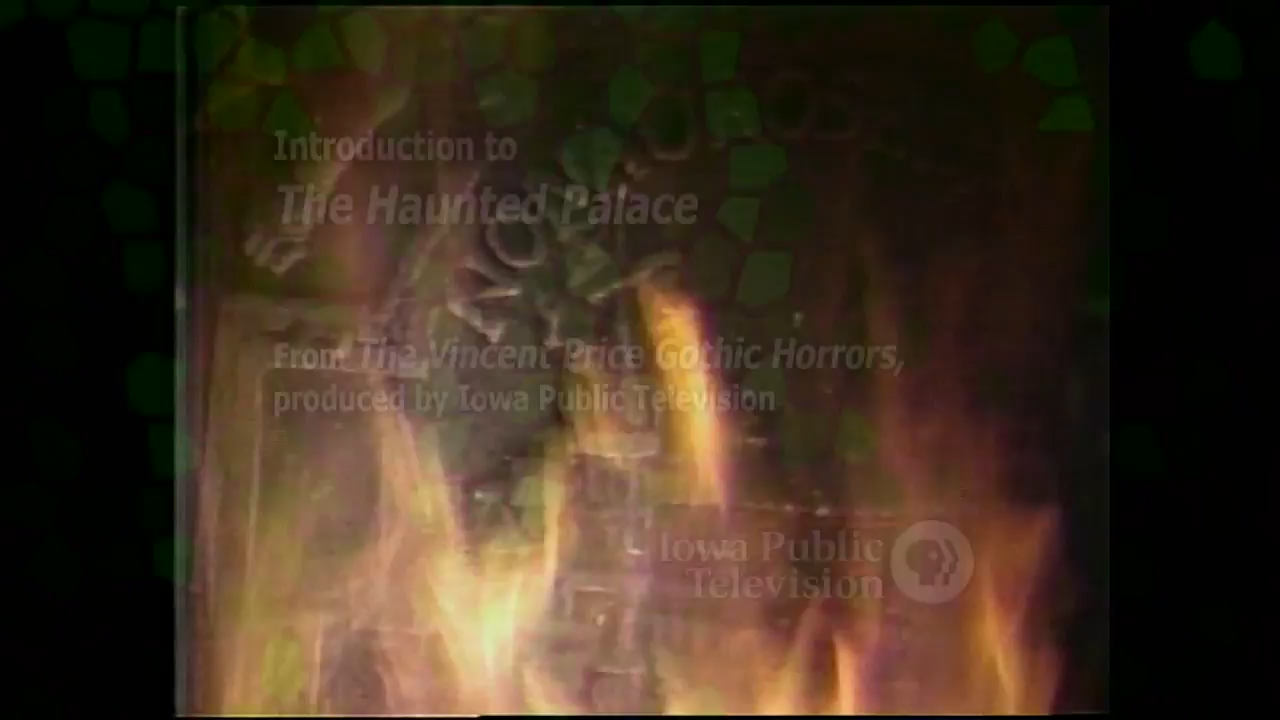 Introduction to
The Haunted Palace
From The Vincent Price Gothic Horrors,
produced by Iowa Public Television
Iowa Public
Television